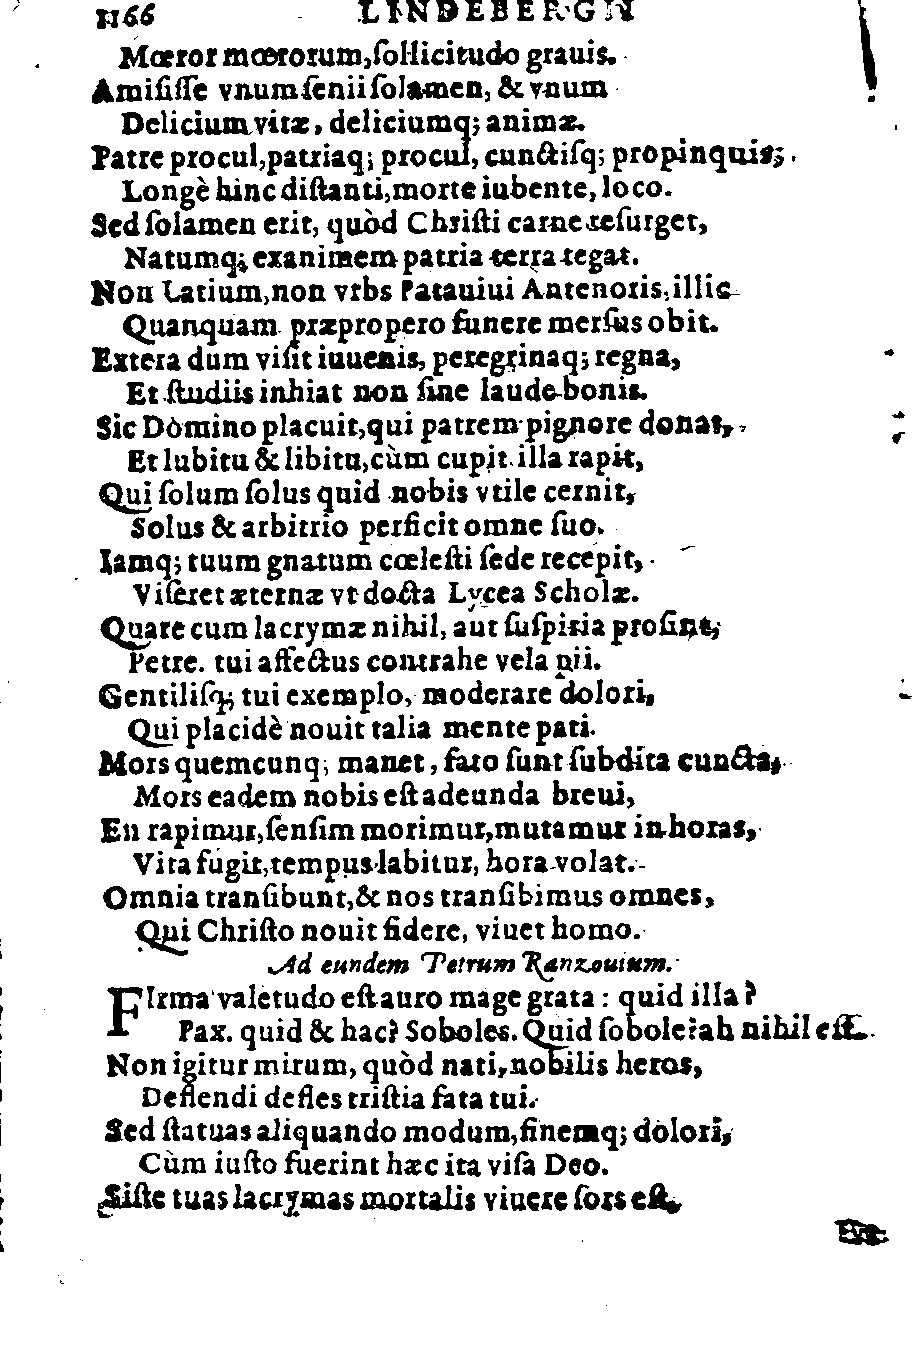 1166 LINDEBERGII
Mœror mœrorum, ſollicitudo grauis.
Amiſiſſe vnum ſenii ſolamen, & vnum
Delicium vitæ, deliciumq; animæ.
Patre procul, patriaq; procul, cunctiſq; propinquis;
Longè hinc diſtanti, morte iubente, loco.
Sed ſolamen erit, quòd Chriſti carne reſurget,
Natumq; exanimem patria terra tegat.
Non Latium, non vrbs Patauiui Antenoris, illic
Quanquam præpropero funere merſus obit.
Extera dum viſit iuuenis, peregrinaq; regna,
Et ſtudiis inhiat non ſine laude bonis.
Sic Dòmino placuit, qui patrem pignore donat,
Et lubitu & libitu, cùm cupit illa rapit,
Qui ſolum ſolus quid nobis vtile cernit,
Solus & arbitrio perficit omne ſuo.
Iamq; tuum gnatum cœleſti ſede recepit,
Viſeret æternæ vt docta Lycea Scholæ.
Quare cum lacrymæ nihil, aut ſuſpiria proſint,
Petre. tui affectus contrahe vela pii.
Gentiliſq; tui exemplo, moderare dolori,
Qui placidè nouit talia mente pati.
Mors quemcunq; manet, fato ſunt ſubdita cuncta,
Mors eadem nobis eſt adeunda breui,
En rapimur, ſenſim morimur, mutamur in horas,
Vita fugit, tempus labitur, hora volat.
Omnia tranſibunt, & nos tranſibimus omnes,
Qui Chriſto nouit fidere, viuet homo.
Ad eundem Petrum Ranzouium.
FIrma valetudo eſt auro mage grata: quid illa?
Pax. quid & hac? Soboles. Quid ſobole? ah nihil eſt.
Non igitur mirum, quòd nati, nobilis heros,
Deflendi defles triſtia fata tui.
Sed ſtatuas aliquando modum, finemq; dolori,
Cùm iuſto fuerint hæc ita viſa Deo.
Siſte tuas lacrymas mortalis viuere ſors eſt,